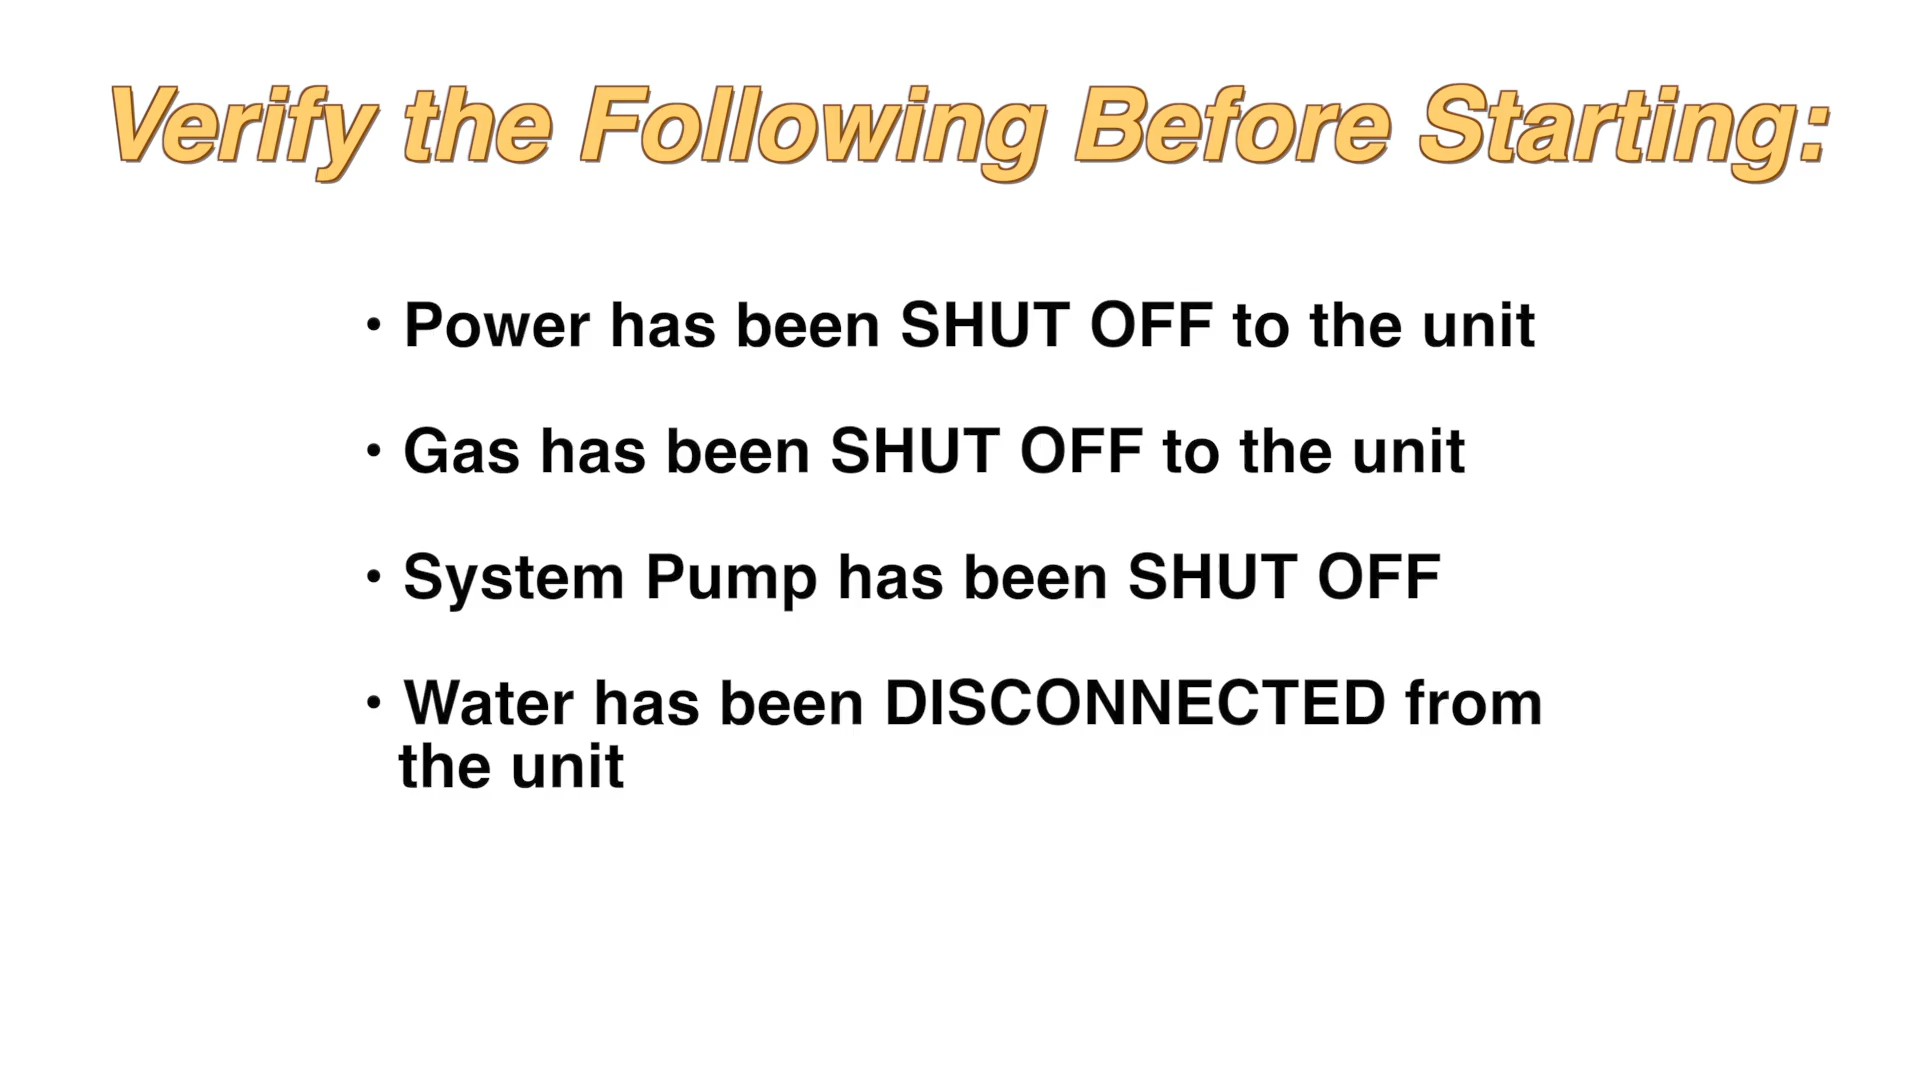 Verify the Following Before Starting:
• Power has been SHUT OFF to the unit
• Gas has been SHUT OFF to the unit
• System Pump has been SHUT OFF
• Water has been DISCONNECTED from
the unit